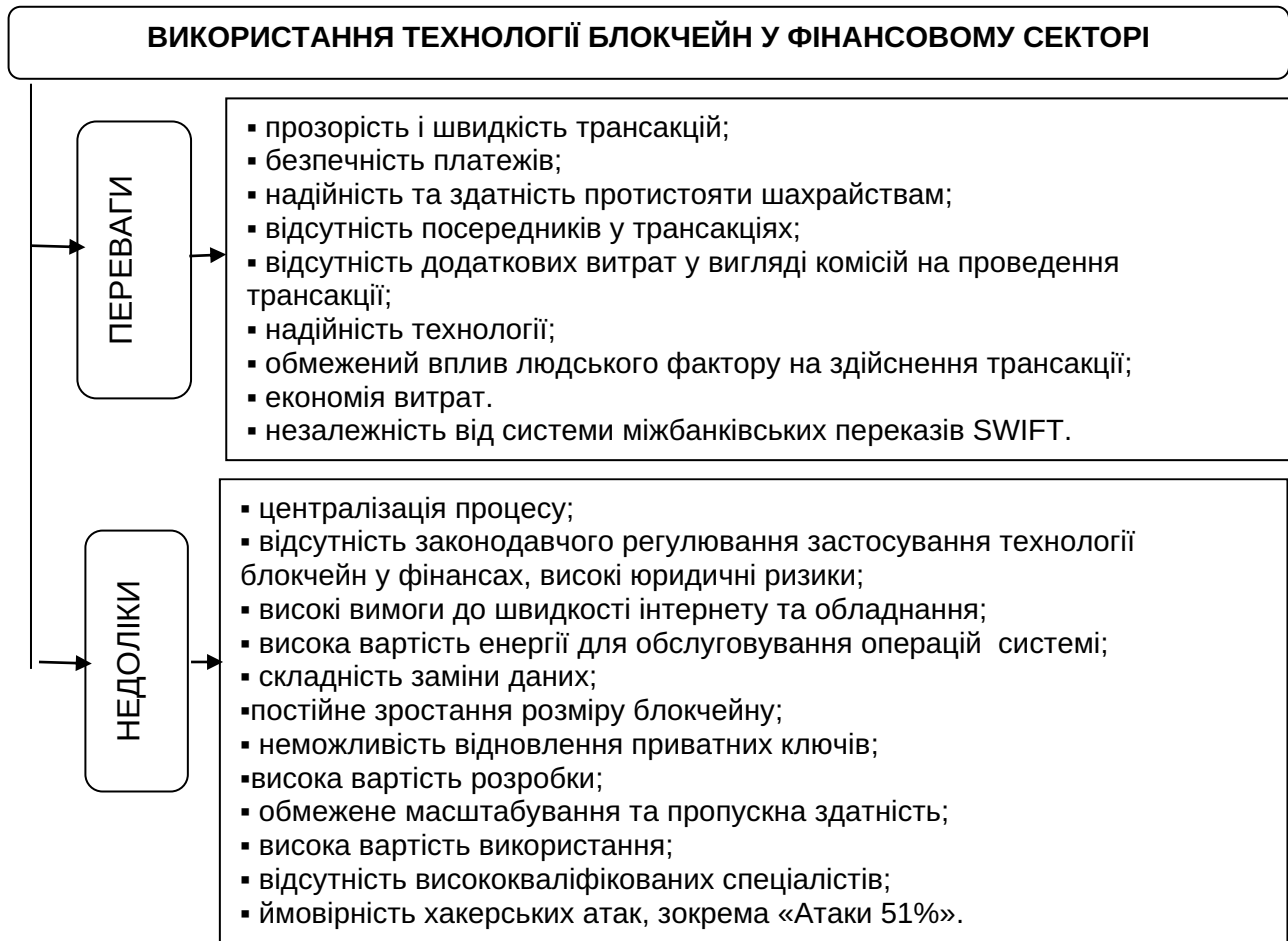 ВИКОРИСТАННЯ ТЕХНОЛОГІЇ БЛОКЧЕЙН У ФІНАНСОВОМУ СЕКТОРІ
ПЕРЕВАГИ
▪ прозорість і швидкість трансакцій;
▪ безпечність платежів;
▪ надійність та здатність протистояти шахрайствам;
▪ відсутність посередників у трансакціях;
▪ відсутність додаткових витрат у вигляді комісій на проведення
трансакції;
▪ надійність технології;
▪ обмежений вплив людського фактору на здійснення трансакції;
▪ економія витрат.
▪ незалежність від системи міжбанківських переказів SWIFT.
НЕДОЛІКИ
▪ централізація процесу;
▪ відсутність законодавчого регулювання застосування технології
блокчейн у фінансах, високі юридичні ризики;
▪ високі вимоги до швидкості інтернету та обладнання;
▪ висока вартість енергії для обслуговування операцій  системі;
▪ складність заміни даних;
▪постійне зростання розміру блокчейну;
▪ неможливість відновлення приватних ключів;
▪висока вартість розробки;
▪ обмежене масштабування та пропускна здатність;
▪ висока вартість використання;
▪ відсутність висококваліфікованих спеціалістів;
▪ ймовірність хакерських атак, зокрема «Атаки 51%».